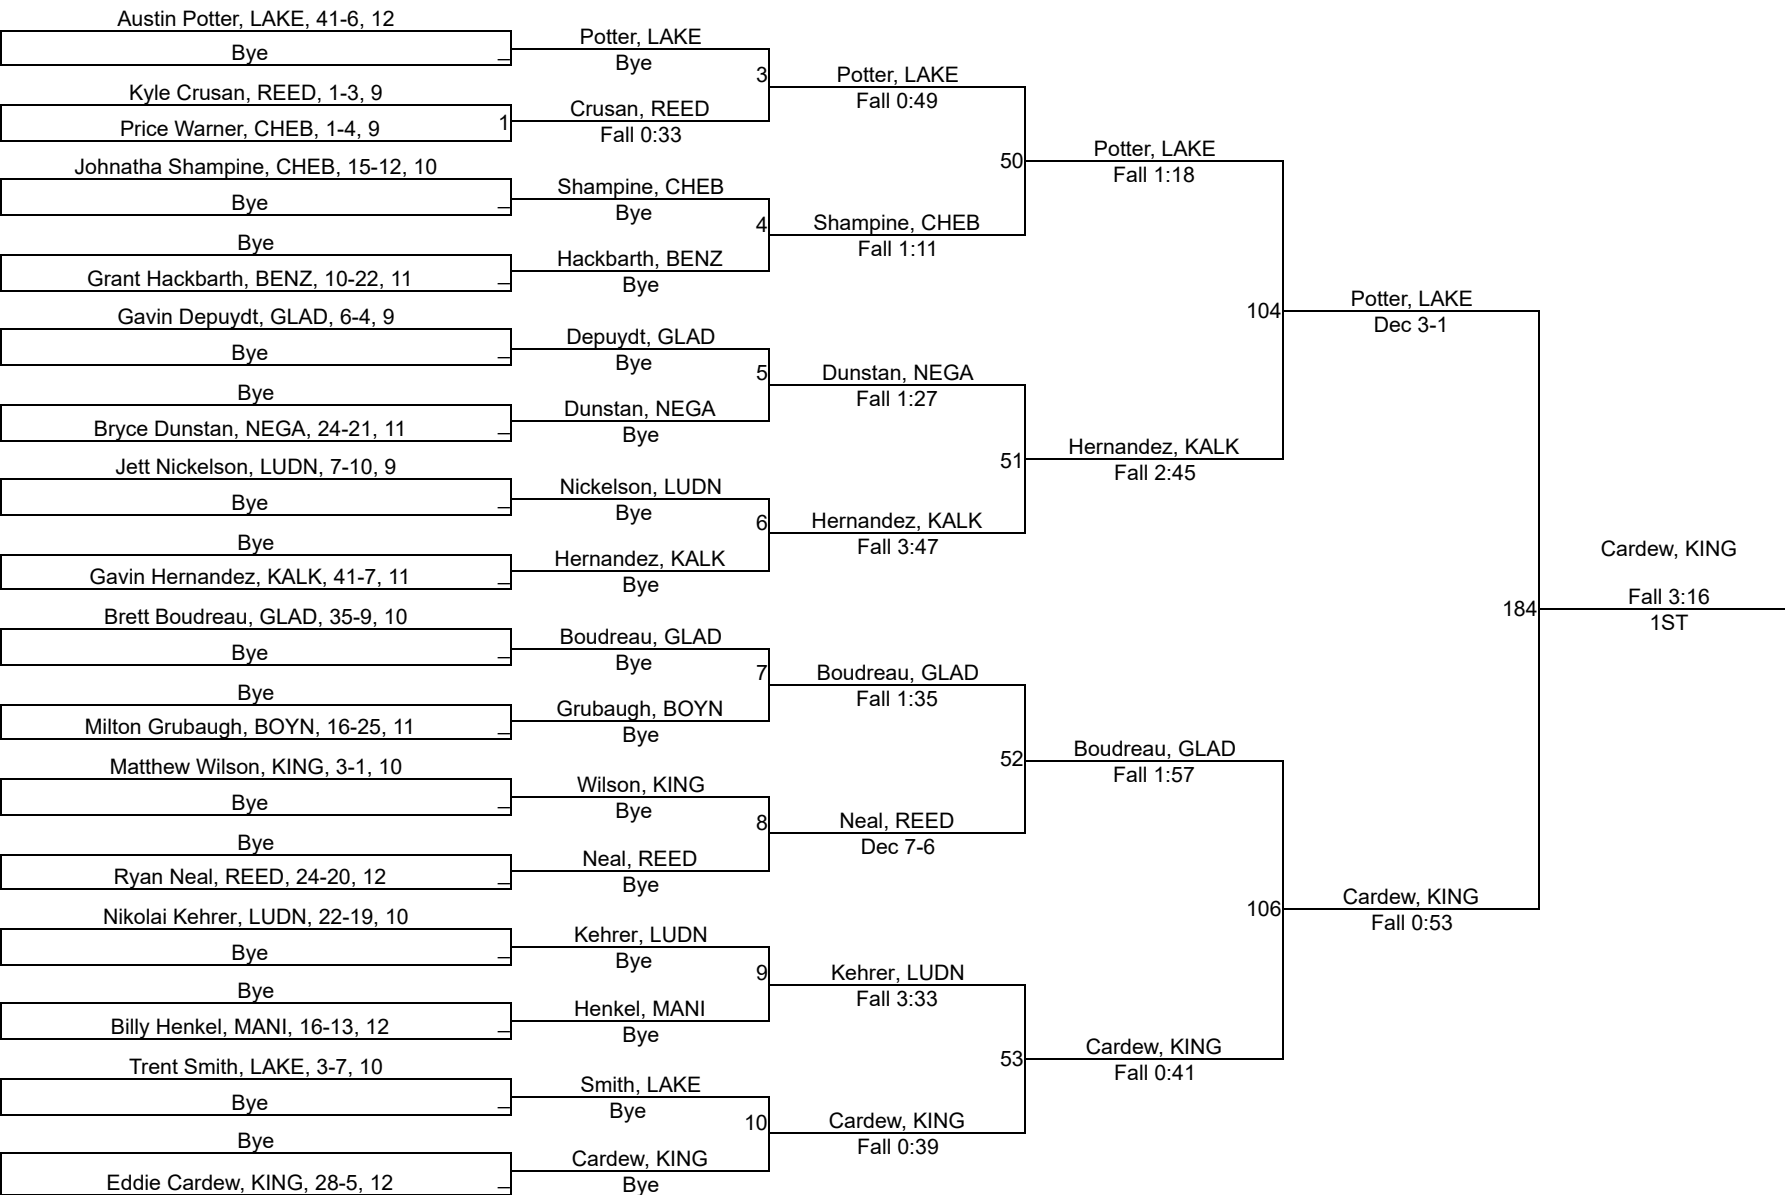 Austin Potter, LAKE, 41-6, 12
Bye
Kyle Crusan, REED, 1-3, 9
Price Warner, CHEB, 1-4, 9
1
Johnatha Shampine, CHEB, 15-12, 10
Bye
Bye
Grant Hackbarth, BENZ, 10-22, 11
Gavin Depuydt, GLAD, 6-4, 9
Bye
Bye
Bryce Dunstan, NEGA, 24-21, 11
Jett Nickelson, LUDN, 7-10, 9
Bye
Bye
Gavin Hernandez, KALK, 41-7, 11
Brett Boudreau, GLAD, 35-9, 10
Bye
Bye
Milton Grubaugh, BOYN, 16-25, 11
Matthew Wilson, KING, 3-1, 10
Bye
Bye
Ryan Neal, REED, 24-20, 12
Nikolai Kehrer, LUDN, 22-19, 10
Bye
Bye
Billy Henkel, MANI, 16-13, 12
Trent Smith, LAKE, 3-7, 10
Bye
Bye
Eddie Cardew, KING, 28-5, 12
Potter, LAKE
Bye
3
Crusan, REED
Fall 0:33
Shampine, CHEB
Bye
4
Hackbarth, BENZ
Bye
Depuydt, GLAD
Bye
5
Dunstan, NEGA
Bye
Nickelson, LUDN
Bye
6
Hernandez, KALK
Bye
Boudreau, GLAD
Bye
7
Grubaugh, BOYN
Bye
Wilson, KING
Bye
8
Neal, REED
Bye
Kehrer, LUDN
Bye
9
Henkel, MANI
Bye
Smith, LAKE
Bye
10
Cardew, KING
Bye
Potter, LAKE
Fall 0:49
50
Shampine, CHEB
Fall 1:11
Dunstan, NEGA
Fall 1:27
51
Hernandez, KALK
Fall 3:47
Boudreau, GLAD
Fall 1:35
52
Neal, REED
Dec 7-6
Kehrer, LUDN
Fall 3:33
53
Cardew, KING
Fall 0:39
Potter, LAKE
Fall 1:18
104
Hernandez, KALK
Fall 2:45
Boudreau, GLAD
Fall 1:57
106
Cardew, KING
Fall 0:41
Potter, LAKE
Dec 3-1
184
Cardew, KING
Fall 0:53
Cardew, KING
Fall 3:16
1ST